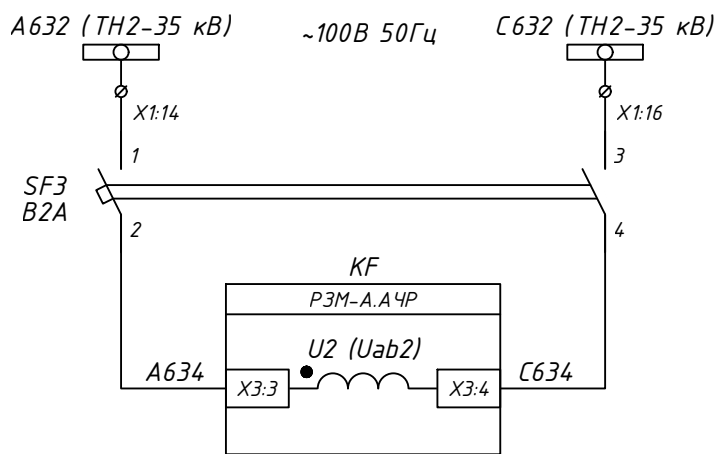 А632 (ТН2-35 кВ)
~100В 50Гц
С632 (ТН2-35 кВ)
Х1:14
Х1:16
1
3
SF3
B2A
2
4
KF
РЗМ-А.АЧР
U2 (Uab2)
А634
С634
Х3:3
Х3:4